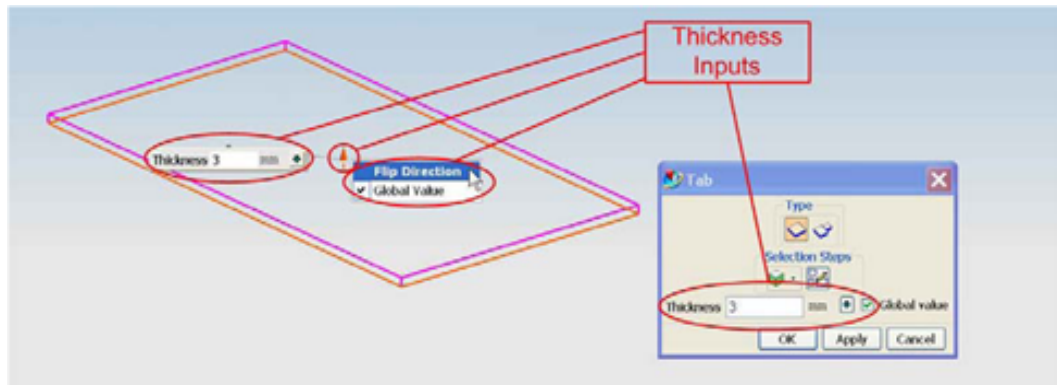 Thickness
Inputs
Thickness 3 mm
Flip Direction
Global Value
Tab
Type
Selection Steps
Thickness 3 mm Global value
OK Apply Cancel